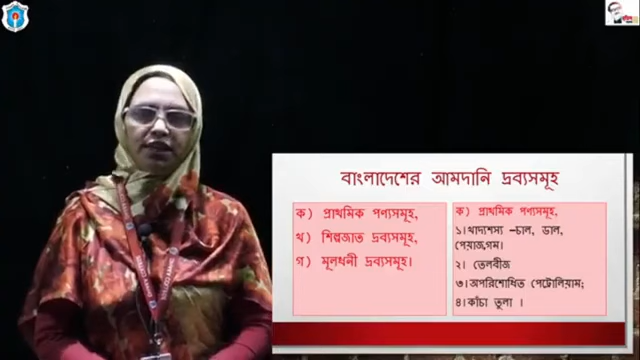 বাংলাদেশের আমদানি দ্রব্যসমূহ
ক) প্রাথমিক পণ্যসমূহ,
খ) শিল্পজাত দ্রব্যসমূহ,
গ) মূলধনী দ্রব্যসমূহ।
ক) প্রাথমিক পণ্যসমূহ,
১।খাদ্যশস্য –চাল, ডাল,
পেয়াজ,গম।
২। তেলবীজ
৩।অপরিশোধিত পেট্রোলিয়াম;
৪।কাঁচা তুলা ।